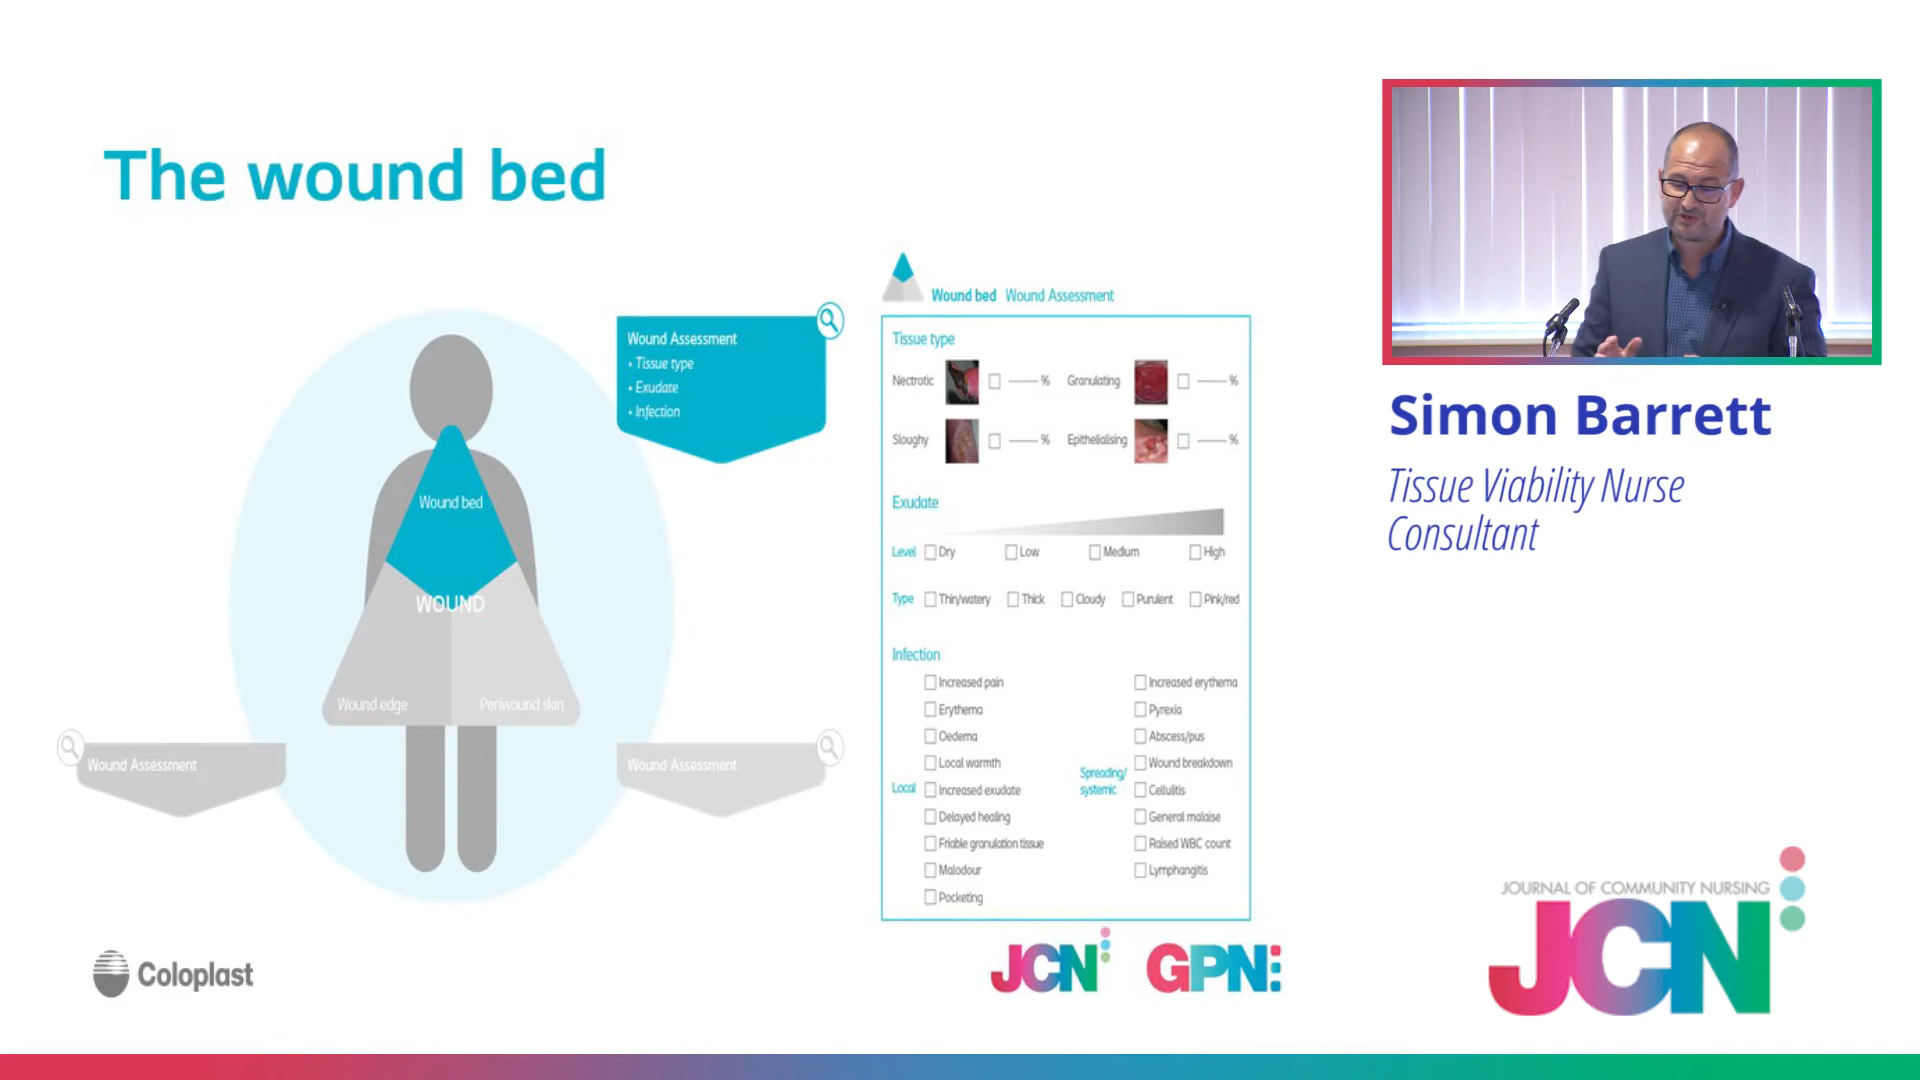 The wound bed
Wound Assessment
• Tissue type
• Exudate
• Infection
Wound bed
WOUND
Wound edge
Periwound skin
Wound Assessment
Wound Assessment
Coloplast
Wound bed Wound Assessment
Tissue type
Nectrotic % Granulating %
Sloughy % Epithelialising %
Exudate
Level Dry Low Medium High
Type Thin/watery Thick Cloudy Purulent Pink/red
Infection
Local
Increased pain
Erythema
Oedema
Local warmth
Increased exudate
Delayed healing
Friable granulation tissue
Malodour
Pocketing
Spreading/
systemic
Increased erythema
Pyrexia
Abscess/pus
Wound breakdown
Cellulitis
General malaise
Raised WBC count
Lymphangitis
JCN GPN
Simon Barrett
Tissue Viability Nurse
Consultant
JOURNAL OF COMMUNITY NURSING
JCN